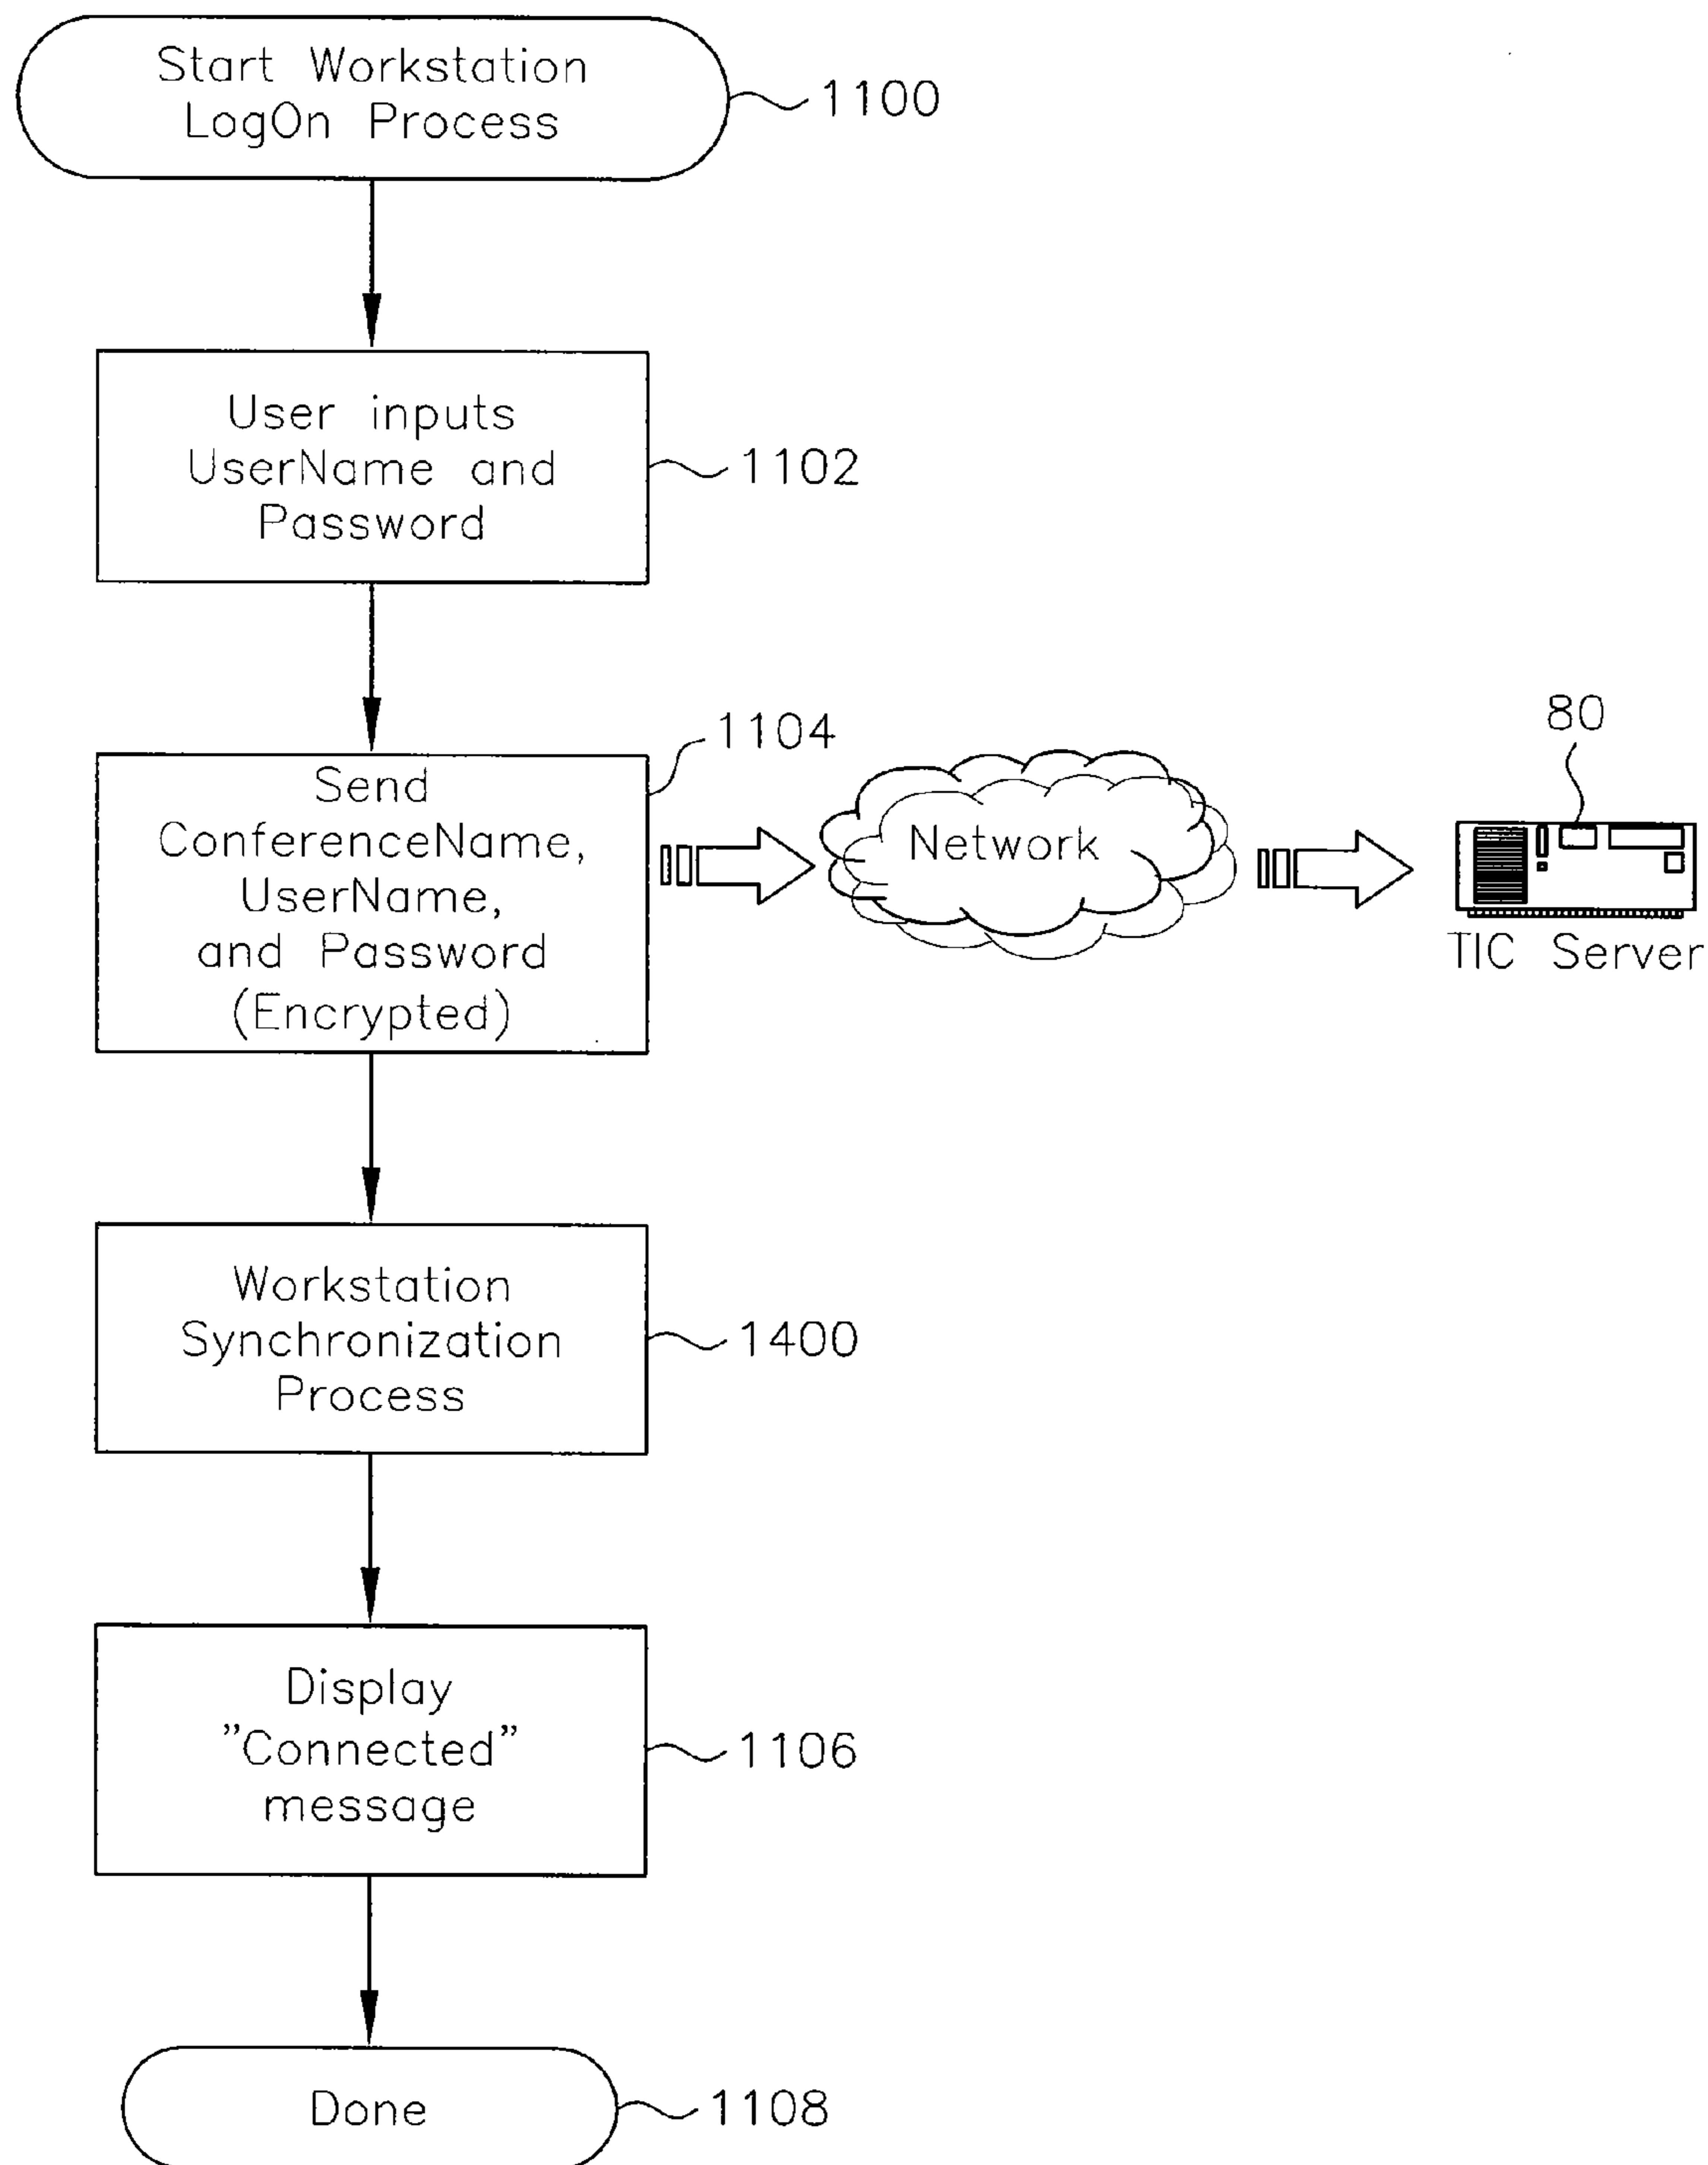 Start Workstation
LogOn Process
1100
User inputs
UserName and
Password
1102
Send
ConferenceName,
UserName,
and Password
(Encrypted)
1104
Network
80
TIC Server
Workstation
Synchronization
Process
1400
Display
”Connected”
message
1106
Done
1108